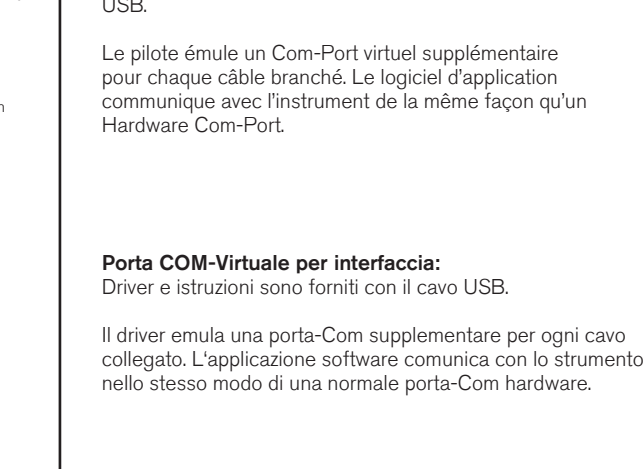 USB.
Le pilote émule un Com-Port virtuel supplémentaire
pour chaque câble branché. Le logiciel d'application
communique avec l'instrument de la même façon qu'un
Hardware Com-Port.
Porta COM-Virtuale per interfaccia:
Driver e istruzioni sono forniti con il cavo USB.
Il driver emula una porta-Com supplementare per ogni cavo
collegato. L'applicazione software comunica con lo strumento
nello stesso modo di una normale porta-Com hardware.